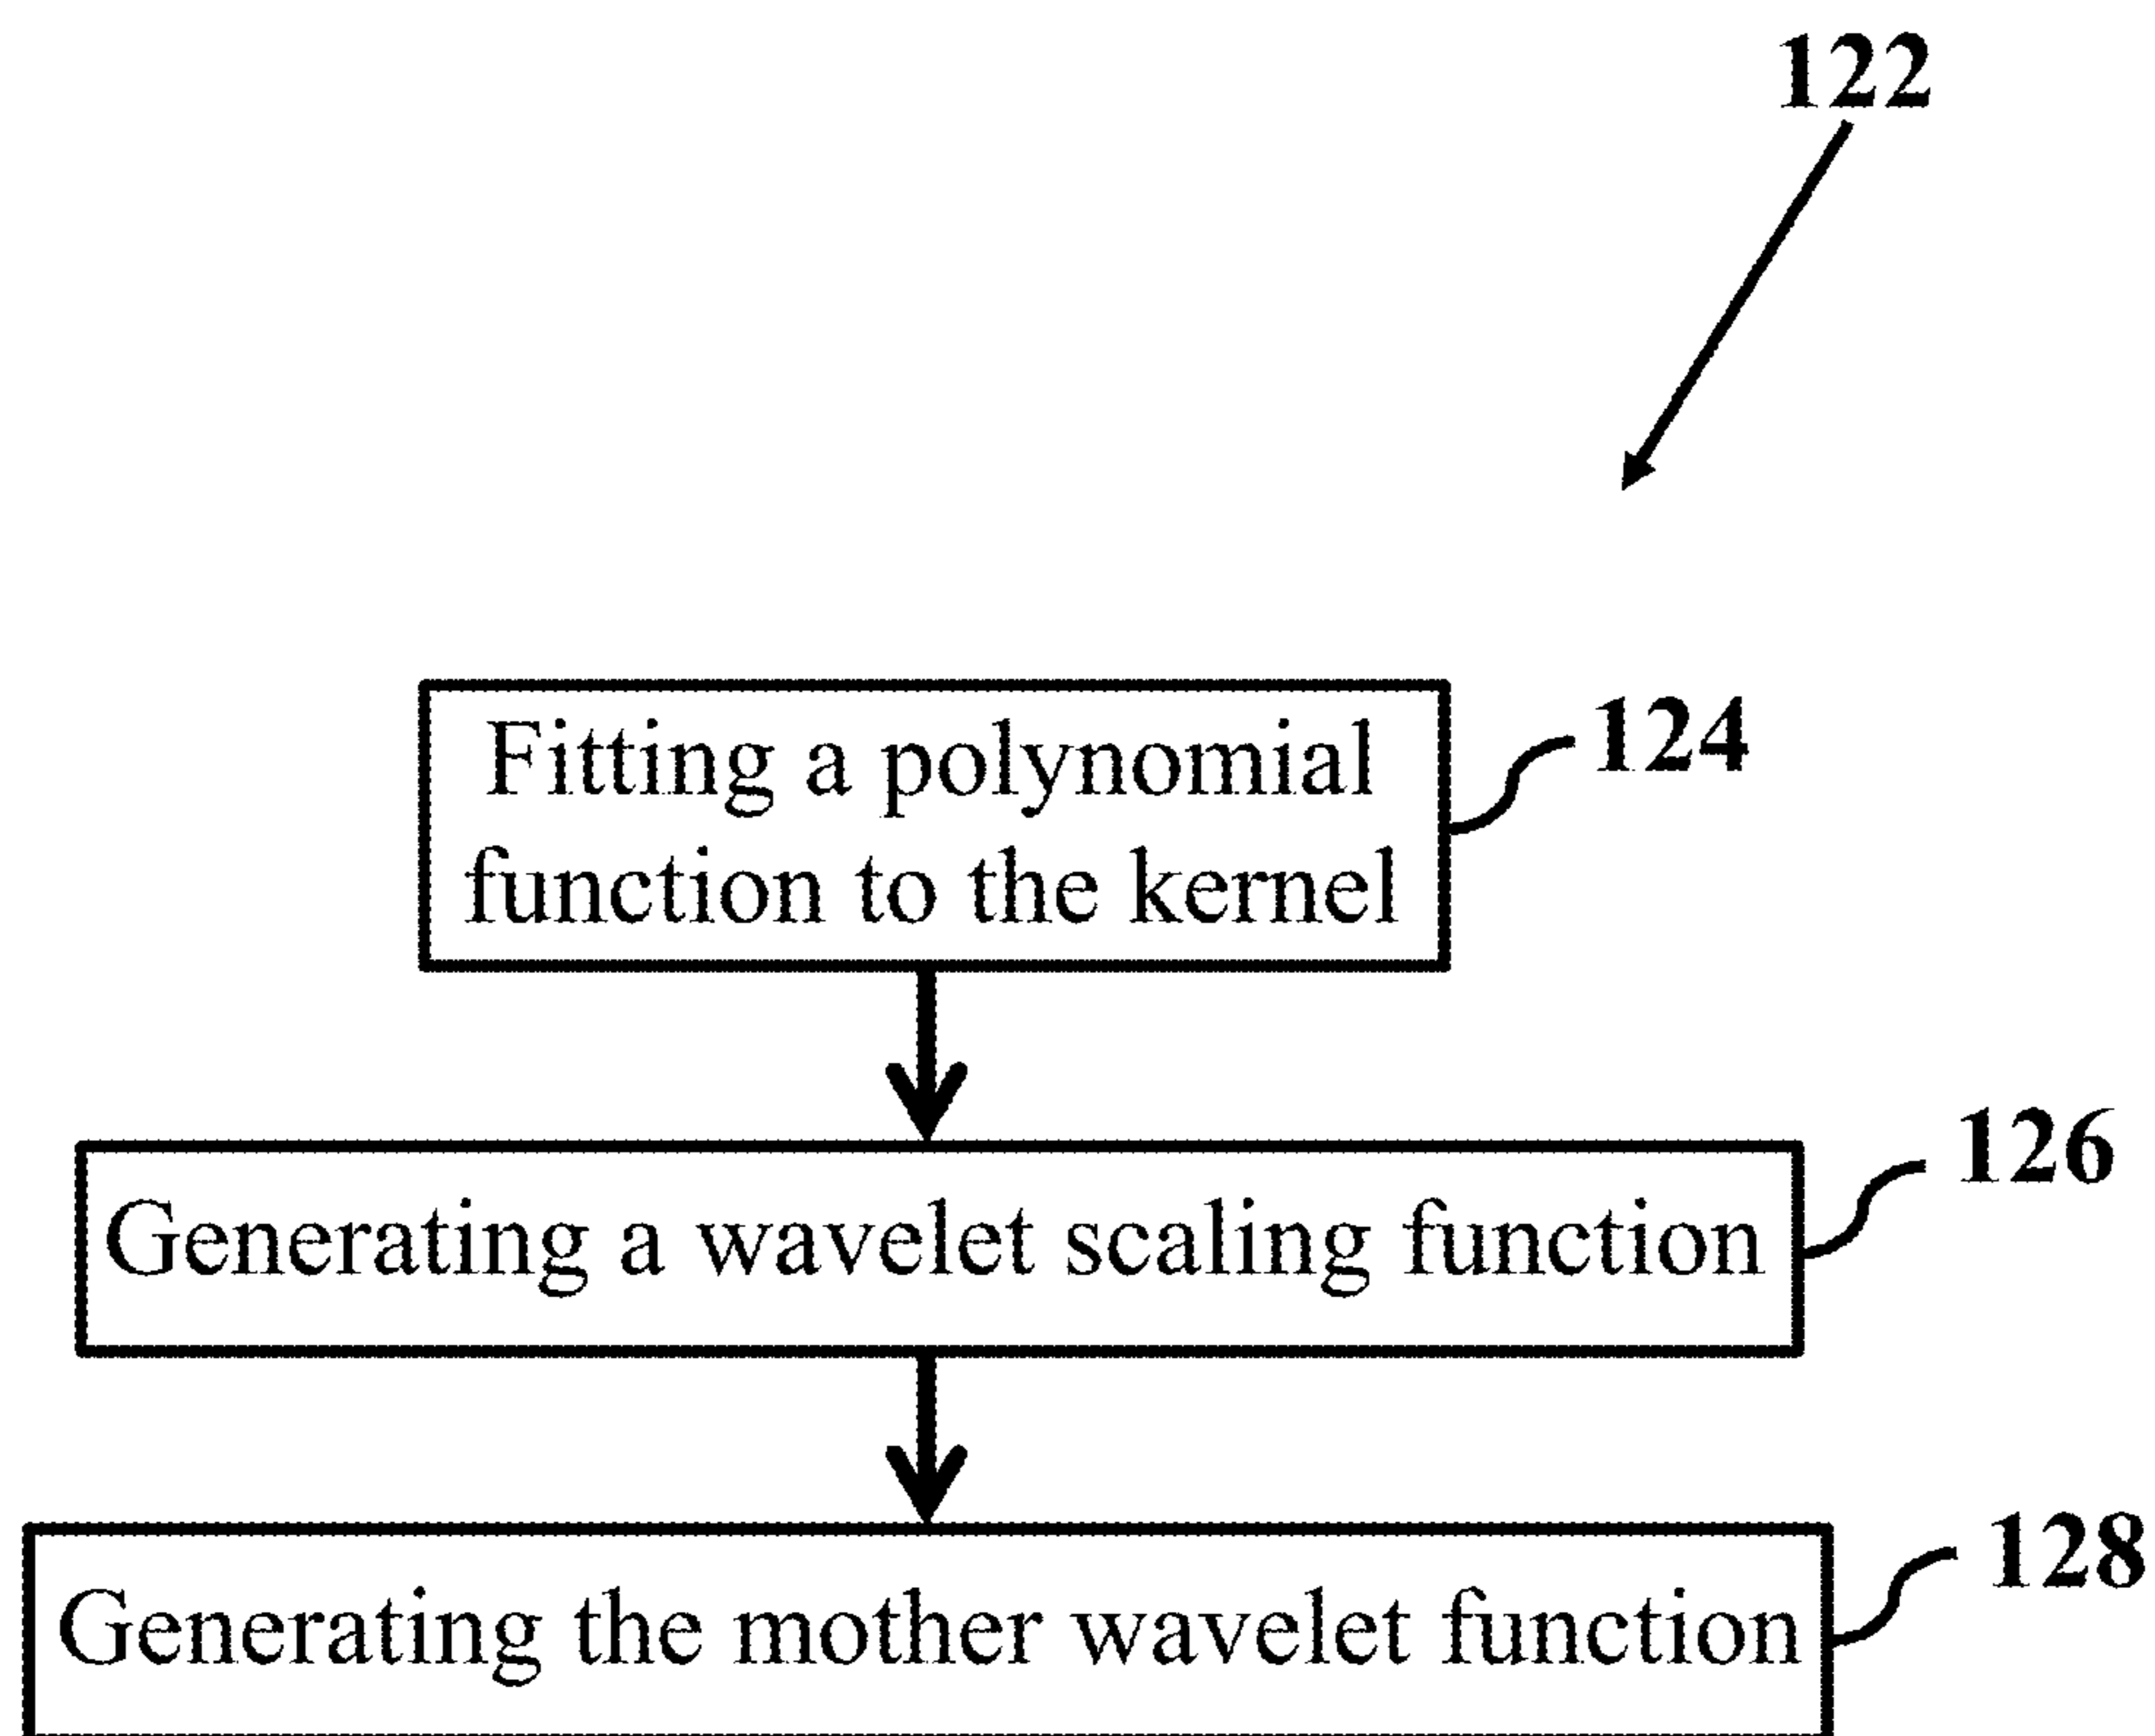 122
Fitting a polynomial
function to the kernel
124
Generating a wavelet scaling function
126
Generating the mother wavelet function
128